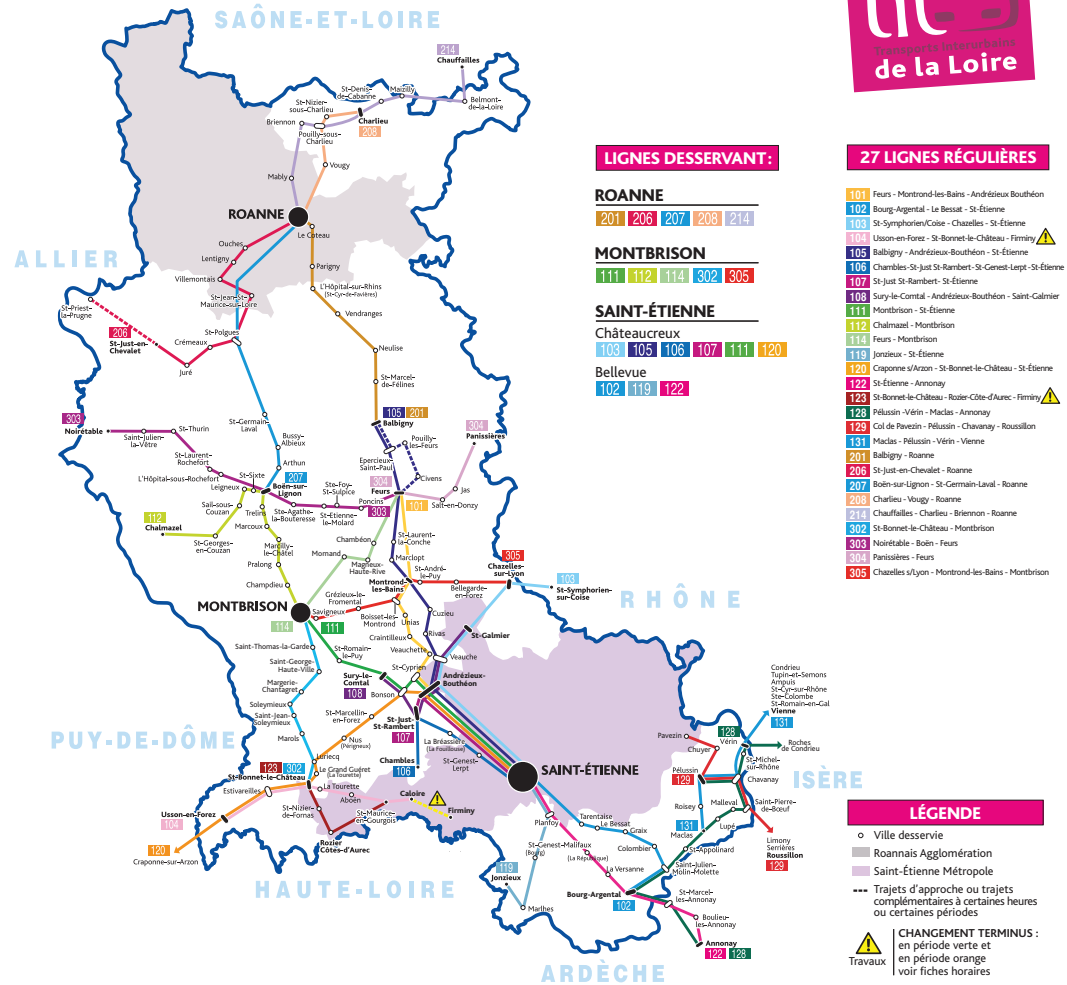 SAÔNE-ET-LOIRE
Transports Interurbains
de la Loire
214
Chauffailles
St-Denis-
de-Cabanne
Maizilly
Belmont-
de-la-Loire
St-Nizier-
sous-Charlieu
Briennon
Charlieu
208
Pouilly-sous-
Charlieu
Vougy
Mably
ROANNE
Le Coteau
ALLIER
Ouches
Lentigny
Villemontais
Parigny
L'Hôpital-sur-Rhins
(St-Cyr-de-Favières)
St-Jean-St-
Maurice-sur-Loire
Vendranges
St-Priest-
la-Prugne
206
St-Just-en-
Chevalet
St-Polgues
Crémeaux
Juré
Neulise
St-Marcel-
de-Félines
105 201
Balbigny
303
Noirétable
Saint-Julien-
la-Vêtre
St-Thurin
St-Germain-
Laval
Bussy-
Albieux
Arthun
304
Panissières
Pouilly-
les-Feurs
Epercieux-
Saint-Paul
Civens
St-Laurent-
Rochefort
L'Hôpital-sous-Rochefort
St-Sixte
207
Boën-sur-
Lignon
Leigneux
Ste-Foy-
St-Sulpice
304
Feurs
Jas
Salt-en-Donzy
Sail-sous-
Couzan
Trelins
Ste-Agathe-
la-Bouteresse
St-Etienne-
le-Molard
Poncins
303
101
112
Chalmazel
Marcoux
St-Georges-
en-Couzan
Marcilly-
le-Châtel
Pralong
Champdieu
Chambéon
Mornand
Magneux-
Haute-Rive
St-Laurent-
la-Conche
Marclopt
St-André-
le-Puy
Montrond-
les-Bains
Bellegarde-
en-Forez
305
Chazelles-
sur-Lyon
103
St-Symphorien-
sur-Coise
RHÔNE
MONTBRISON
Savigneux
114
111
Grézieux-le-
Fromental
Boisset-les-
Montrond
Unias
Cuzieu
Rivas
Craintilleux
Veauchette
Veauche
St-Galmier
Saint-Thomas-la-Garde
Saint-George-
Haute-Ville
Margerie-
Chantagret
Soleymieux
Saint-Jean-
Soleymieux
Marols
St-Romain-
le-Puy
St-Cyprien
Sury-le-
Comtal
108
Bonson
Andrézieux-
Bouthéon
St-Marcellin-
en-Forez
St-Just-
St-Rambert
107
Nus
(Périgneux)
La Bréassière
(La Fouillouse)
St-Genest-
Lerpt
Chambles
106
PUY-DE-DÔME
Luriecq
123 302
St-Bonnet-le-Château
Le Grand Guéret
(La Tourette)
La Tourette
Estivareilles
Aboën
Caloire
Firminy
St-Nizier-
de-Fornas
St-Maurice-
en-Gourgois
Usson-en-Forez
104
120
Craponne-sur-Arzon
Rozier
Côtes-d'Aurec
HAUTE-LOIRE
SAINT-ÉTIENNE
Planfoy
Tarentaise
Le Bessat
Graix
Colombier
St-Genest-Malifaux
(Bourg)
(La République)
La Versanne
119
Jonzieux
Marlhes
Bourg-Argental
102
Saint-Julien-
Molin-Molette
St-Appolinard
St-Marcel-
les-Annonay
Boulieu-
les-Annonay
Annonay
122 128
ARDÈCHE
Pavezin
Chuyer
128
Vérin
Pélussin
129
Roisey
131
Maclas
Malleval
Lupé
St-Michel-
sur-Rhône
Chavanay
Saint-Pierre-
de-Bœuf
Condrieu
Tupin-et-Semons
Ampuis
St-Cyr-sur-Rhône
Ste-Colombe
St-Romain-en-Gal
Vienne
131
Roches
de Condrieu
ISÈRE
Limony
Serrières
Roussillon
129
LIGNES DESSERVANT :
ROANNE
201 206 207 208 214
MONTBRISON
111 112 114 302 305
SAINT-ÉTIENNE
Châteaucreux
103 105 106 107 111 120
Bellevue
102 119 122
27 LIGNES RÉGULIÈRES
101 Feurs - Montrond-les-Bains - Andrézieux Bouthéon
102 Bourg-Argental - Le Bessat - St-Étienne
103 St-Symphorien/Coise - Chazelles - St-Étienne
104 Usson-en-Forez - St-Bonnet-le-Château - Firminy
105 Balbigny - Andrézieux-Bouthéon - St-Étienne
106 Chambles-St-Just St-Rambert - St-Genest-Lerpt - St-Étienne
107 St-Just St-Rambert- St-Étienne
108 Sury-le-Comtal - Andrézieux-Bouthéon - Saint-Galmier
111 Montbrison - St-Étienne
112 Chalmazel - Montbrison
114 Feurs - Montbrison
119 Jonzieux - St-Étienne
120 Craponne s/Arzon - St-Bonnet-le-Château - St-Étienne
122 St-Étienne - Annonay
123 St-Bonnet-le-Château - Rozier-Côte-d'Aurec - Firminy
128 Pélussin -Vérin - Maclas - Annonay
129 Col de Pavezin - Pélussin - Chavanay - Roussillon
131 Maclas - Pélussin - Vérin - Vienne
201 Balbigny - Roanne
206 St-Just-en-Chevalet - Roanne
207 Boën-sur-Lignon - St-Germain-Laval - Roanne
208 Charlieu - Vougy - Roanne
214 Chauffailles - Charlieu - Briennon - Roanne
302 St-Bonnet-le-Château - Montbrison
303 Noirétable - Boën - Feurs
304 Panissières - Feurs
305 Chazelles s/Lyon - Montrond-les-Bains - Montbrison
LÉGENDE
Ville desservie
Roannais Agglomération
Saint-Étienne Métropole
Trajets d'approche ou trajets
complémentaires à certaines heures
ou certaines périodes
Travaux
CHANGEMENT TERMINUS :
en période verte et
en période orange
voir fiches horaires